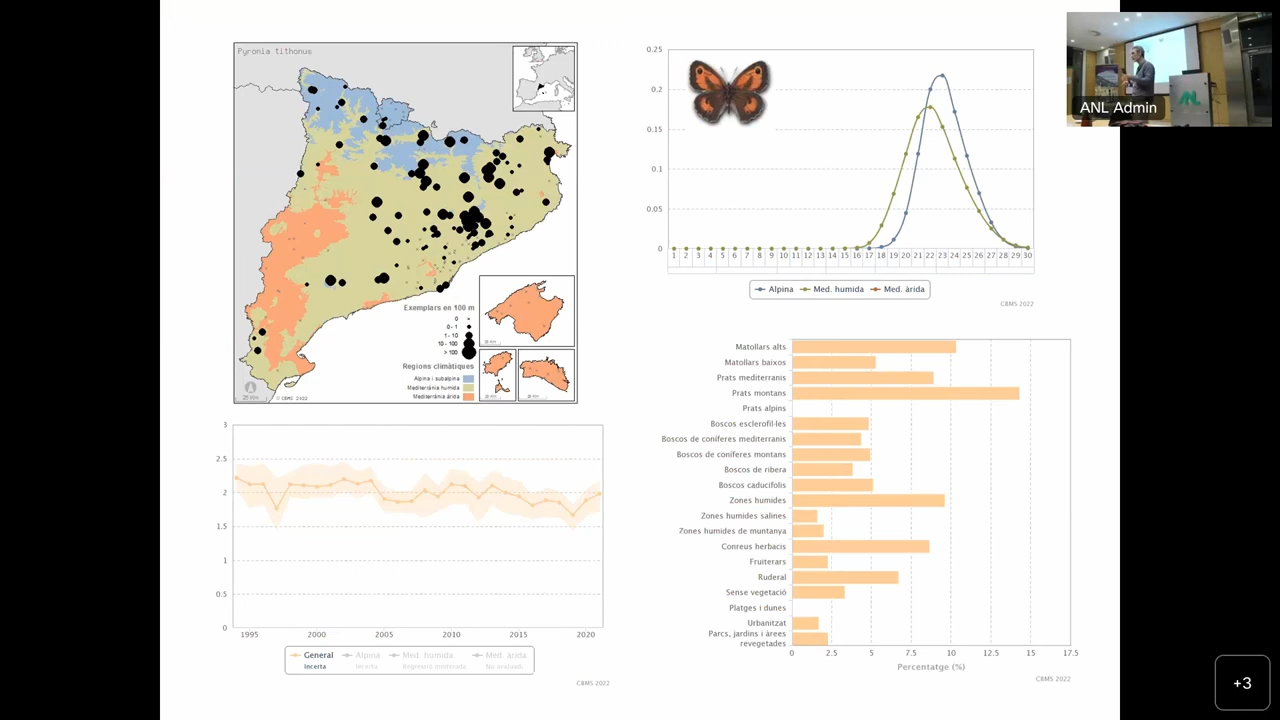 Pyronia tithonus
Exemplars en 100 m
0
0 - 1
1 - 10
10 - 100
> 100
Regions climàtiques
Alpina i subalpina
Mediterrània humida
Mediterrània àrida
25 Km
© CBMS 2022
0.25
0.2
0.15
0.1
0.05
0
1 2 3 4 5 6 7 8 9 10 11 12 13 14 15 16 17 18 19 20 21 22 23 24 25 26 27 28 29 30
Alpina Med. humida Med. àrida
CBMS 2022
ANL Admin
ANL
3
2.5
2
1.5
1
0.5
0
1995 2000 2005 2010 2015 2020
General Alpina Med. humida Med. àrida
Incerta Incerta Regressió moderada No avaluada
CBMS 2022
Matollars alts
Matollars baixos
Prats mediterranis
Prats montans
Prats alpins
Boscos esclerofil·les
Boscos de coníferes mediterranis
Boscos de coníferes montans
Boscos de ribera
Boscos caducifolis
Zones humides
Zones humides salines
Zones humides de muntanya
Conreus herbacis
Fruiterars
Ruderal
Sense vegetació
Platges i dunes
Urbanitzat
Parcs, jardins i àrees
revegetades
0 2.5 5 7.5 10 12.5 15 17.5
Percentatge (%)
CBMS 2022
+3